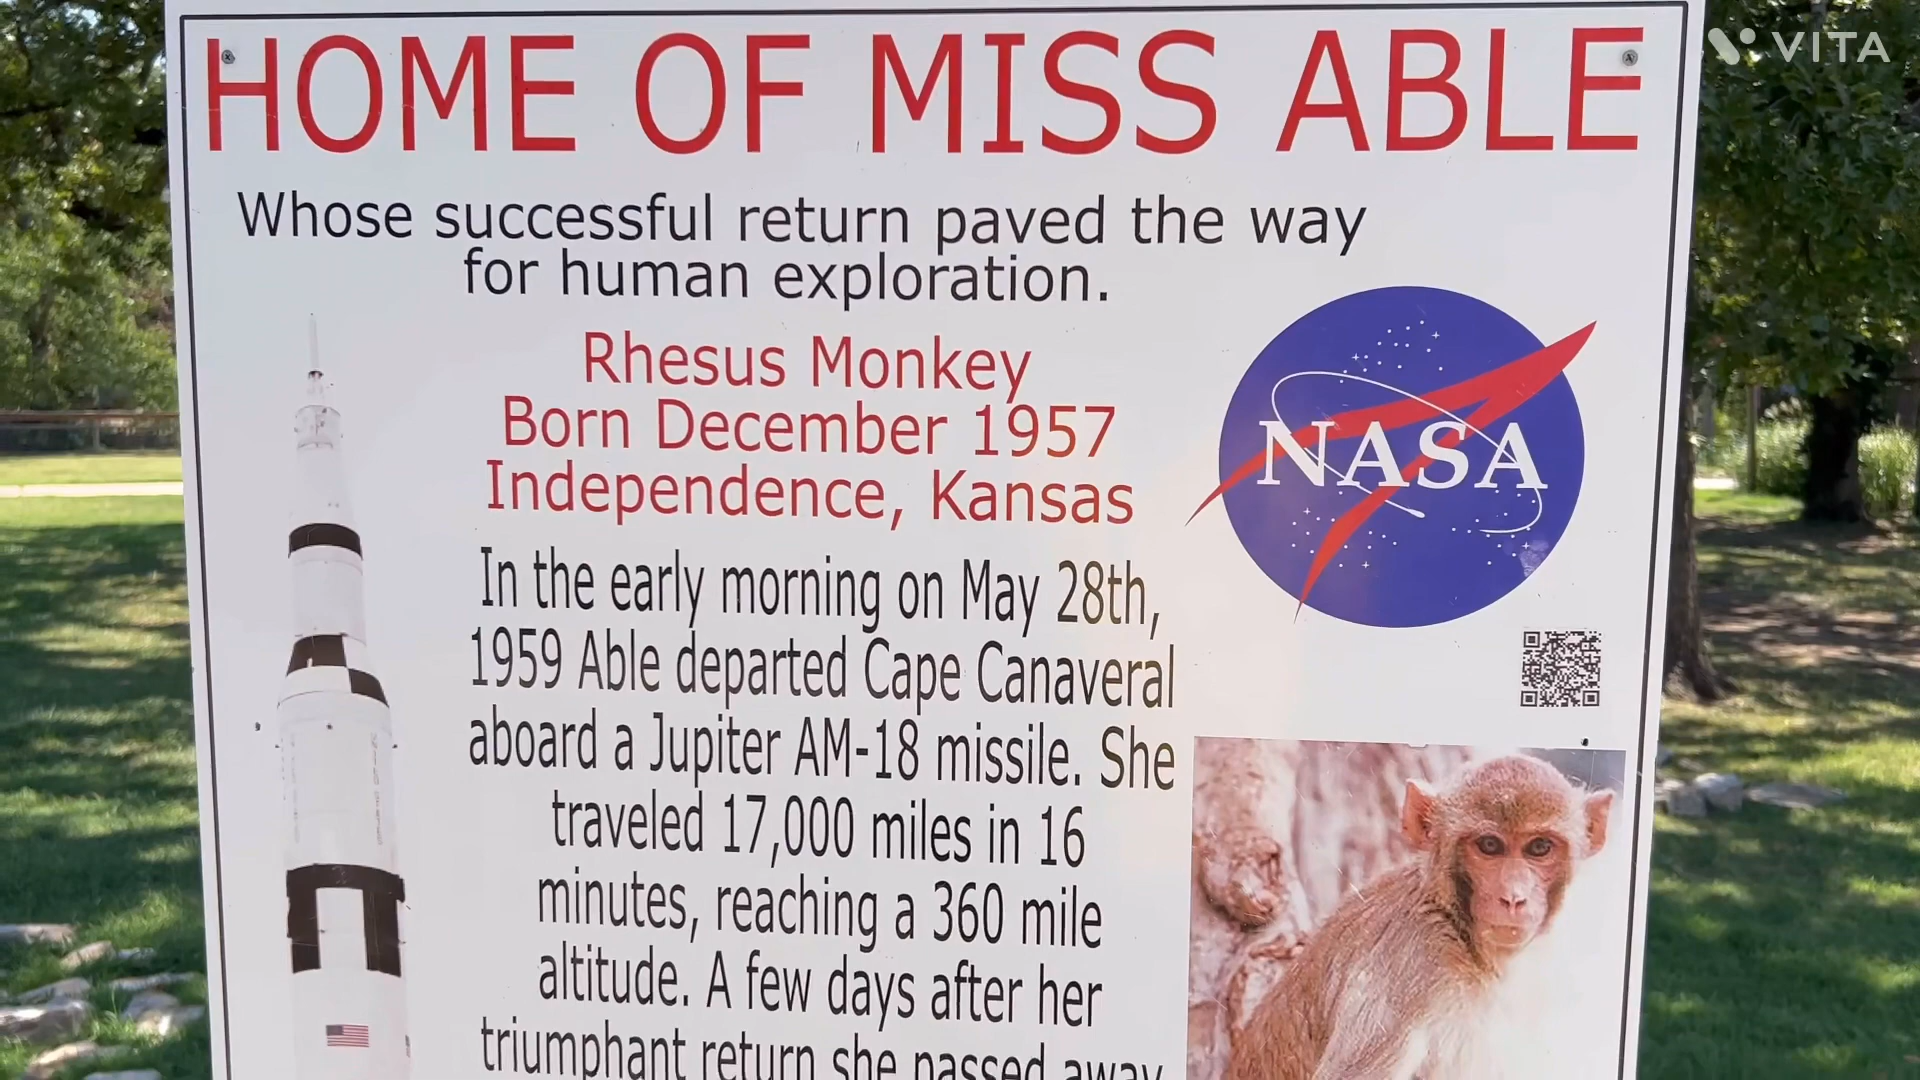 HOME OF MISS ABLE
VITA
Whose successful return paved the way
for human exploration.
Rhesus Monkey
Born December 1957
Independence, Kansas
NASA
In the early morning on May 28th,
1959 Able departed Cape Canaveral
aboard a Jupiter AM-18 missile. She
traveled 17,000 miles in 16
minutes, reaching a 360 mile
altitude. A few days after her
triumphant return she passed away